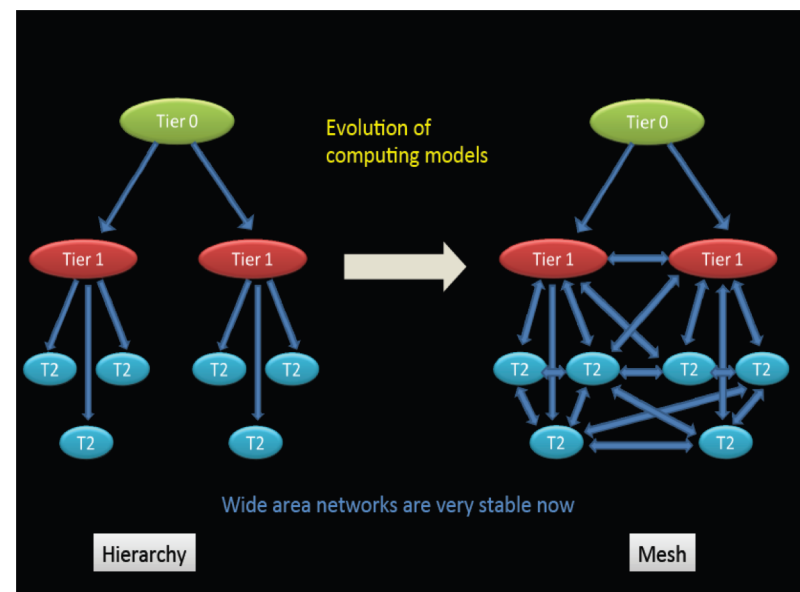 Tier 0
Evolution of
computing models
Tier 0
Tier 1
Tier 1
Tier 1
Tier 1
T2
T2
T2
T2
T2
T2
T2
T2
T2
T2
T2
T2
Wide area networks are very stable now
Hierarchy
Mesh